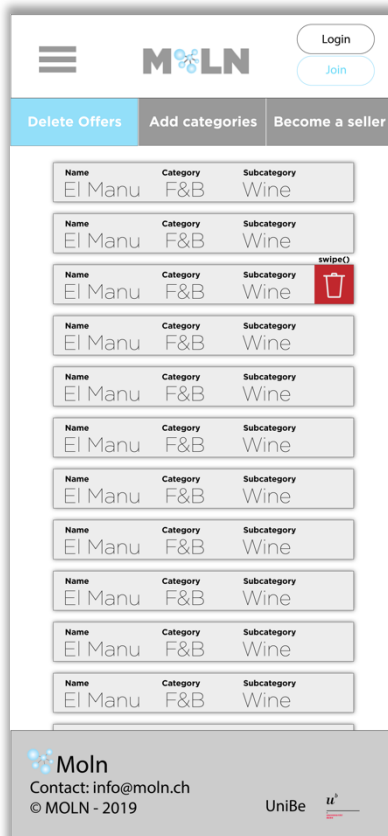 Login
MOLN
Join
Delete Offers Add categories Become a seller
Name Category Subcategory
El Manu F&B Wine
Name Category Subcategory
El Manu F&B Wine
swipe()
Name Category Subcategory
El Manu F&B Wine
Name Category Subcategory
El Manu F&B Wine
Name Category Subcategory
El Manu F&B Wine
Name Category Subcategory
El Manu F&B Wine
Name Category Subcategory
El Manu F&B Wine
Name Category Subcategory
El Manu F&B Wine
Name Category Subcategory
El Manu F&B Wine
Name Category Subcategory
El Manu F&B Wine
Name Category Subcategory
El Manu F&B Wine
Moln
Contact: info@moln.ch
© MOLN - 2019 UniBe u^b